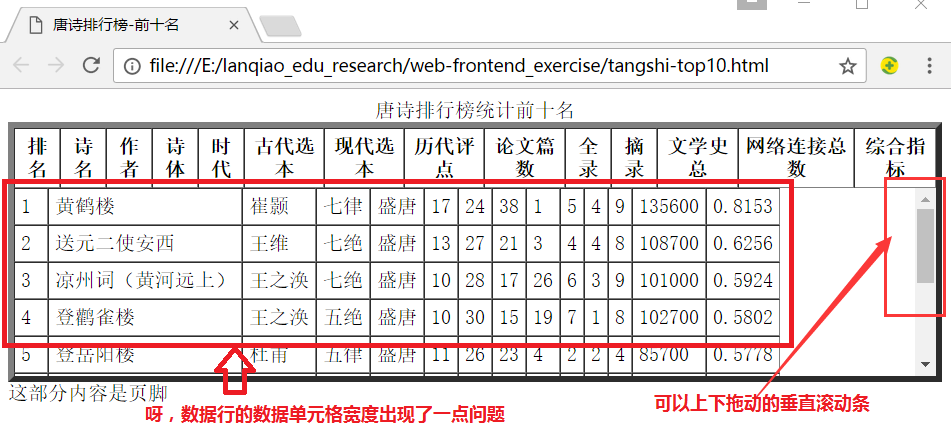 唐诗排行榜-前十名
file:///E:/lanqiao_edu_research/web-frontend_exercise/tangshi-top10.html
唐诗排行榜统计前十名
排名 诗名 作者 诗体 时代 古代选本 现代选本 历代评点 论文篇数 全录 摘录 文学史总 网络连接总数 综合指标
1 黄鹤楼 崔颢 七律 盛唐 17 24 38 1 5 4 9 135600 0.8153
2 送元二使安西 王维 七绝 盛唐 13 27 21 3 4 4 8 108700 0.6256
3 凉州词（黄河远上） 王之涣 七绝 盛唐 10 28 17 26 6 3 9 101000 0.5924
4 登鹳雀楼 王之涣 五绝 盛唐 10 30 15 19 7 1 8 102700 0.5802
5 登岳阳楼 杜甫 五律 盛唐 11 26 23 4 2 2 4 85700 0.5778
这部分内容是页脚
呀，数据行的数据单元格宽度出现了一点问题
可以上下拖动的垂直滚动条